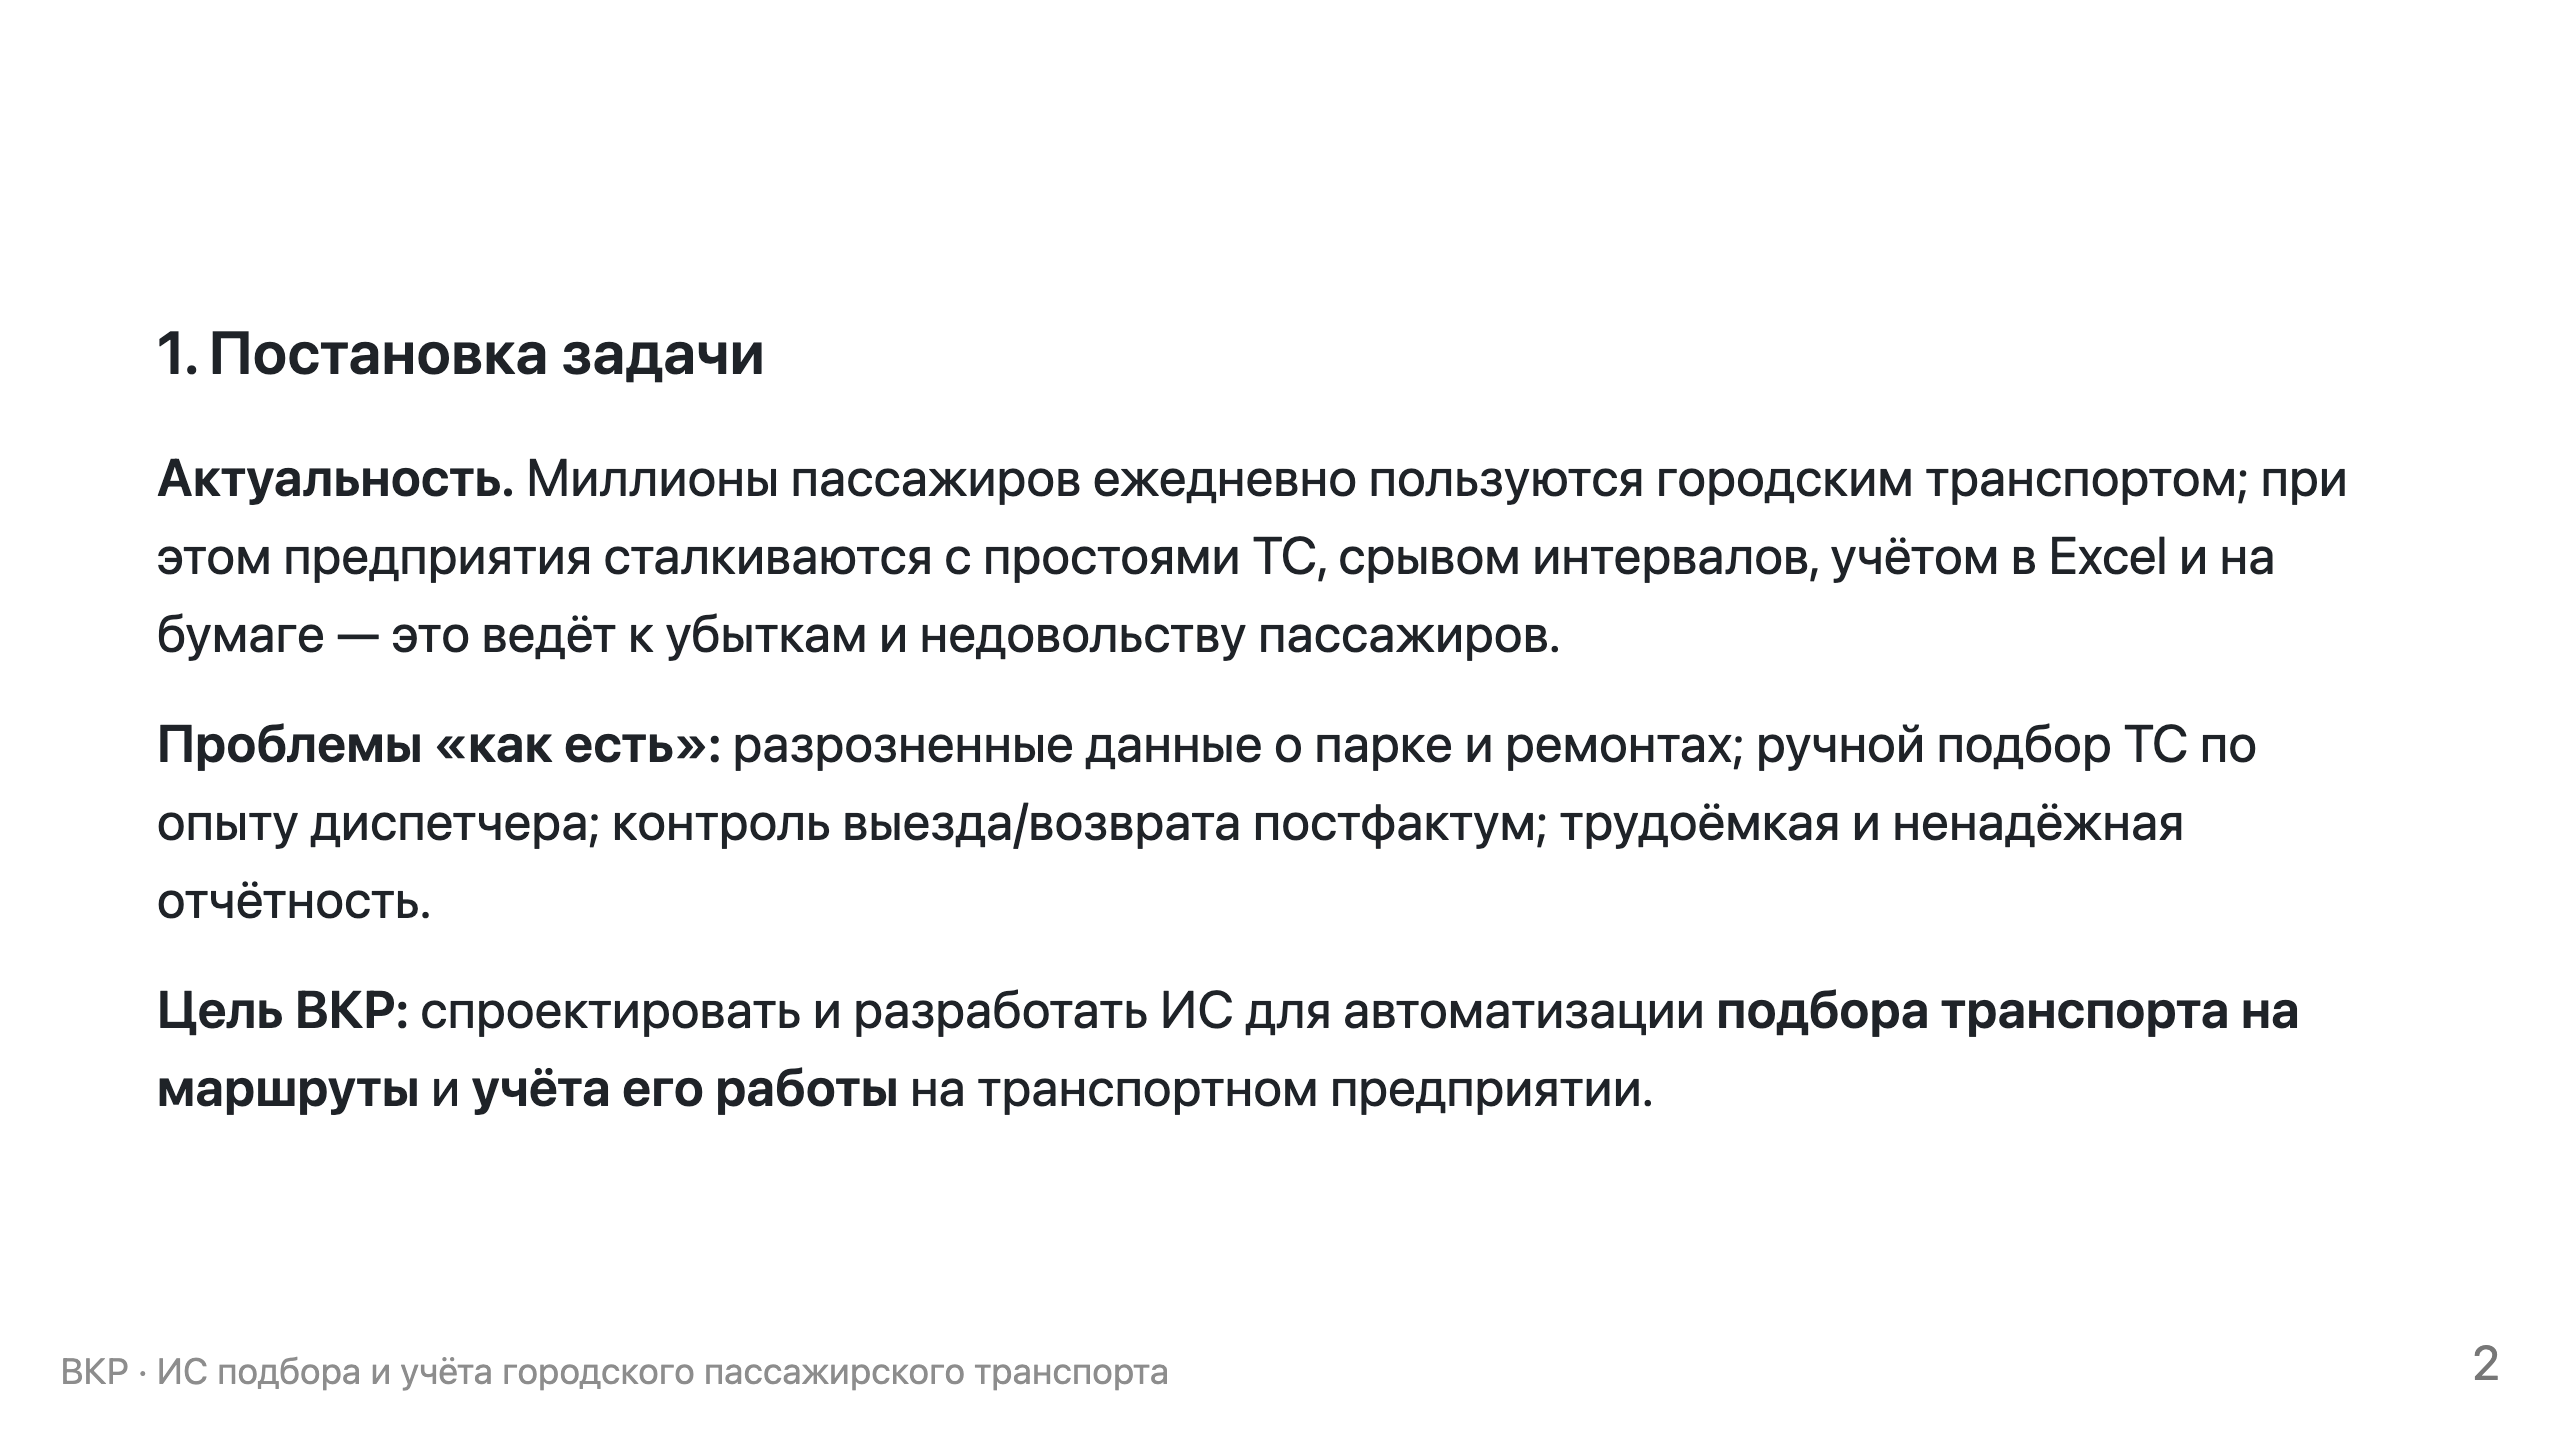 1. Постановка задачи
Актуальность. Миллионы пассажиров ежедневно пользуются городским транспортом; при
этом предприятия сталкиваются с простоями ТС, срывом интервалов, учётом в Excel и на
бумаге — это ведёт к убыткам и недовольству пассажиров.
Проблемы «как есть»: разрозненные данные о парке и ремонтах; ручной подбор ТС по
опыту диспетчера; контроль выезда/возврата постфактум; трудоёмкая и ненадёжная
отчётность.
Цель ВКР: спроектировать и разработать ИС для автоматизации подбора транспорта на
маршруты и учёта его работы на транспортном предприятии.
ВКР · ИС подбора и учёта городского пассажирского транспорта
2